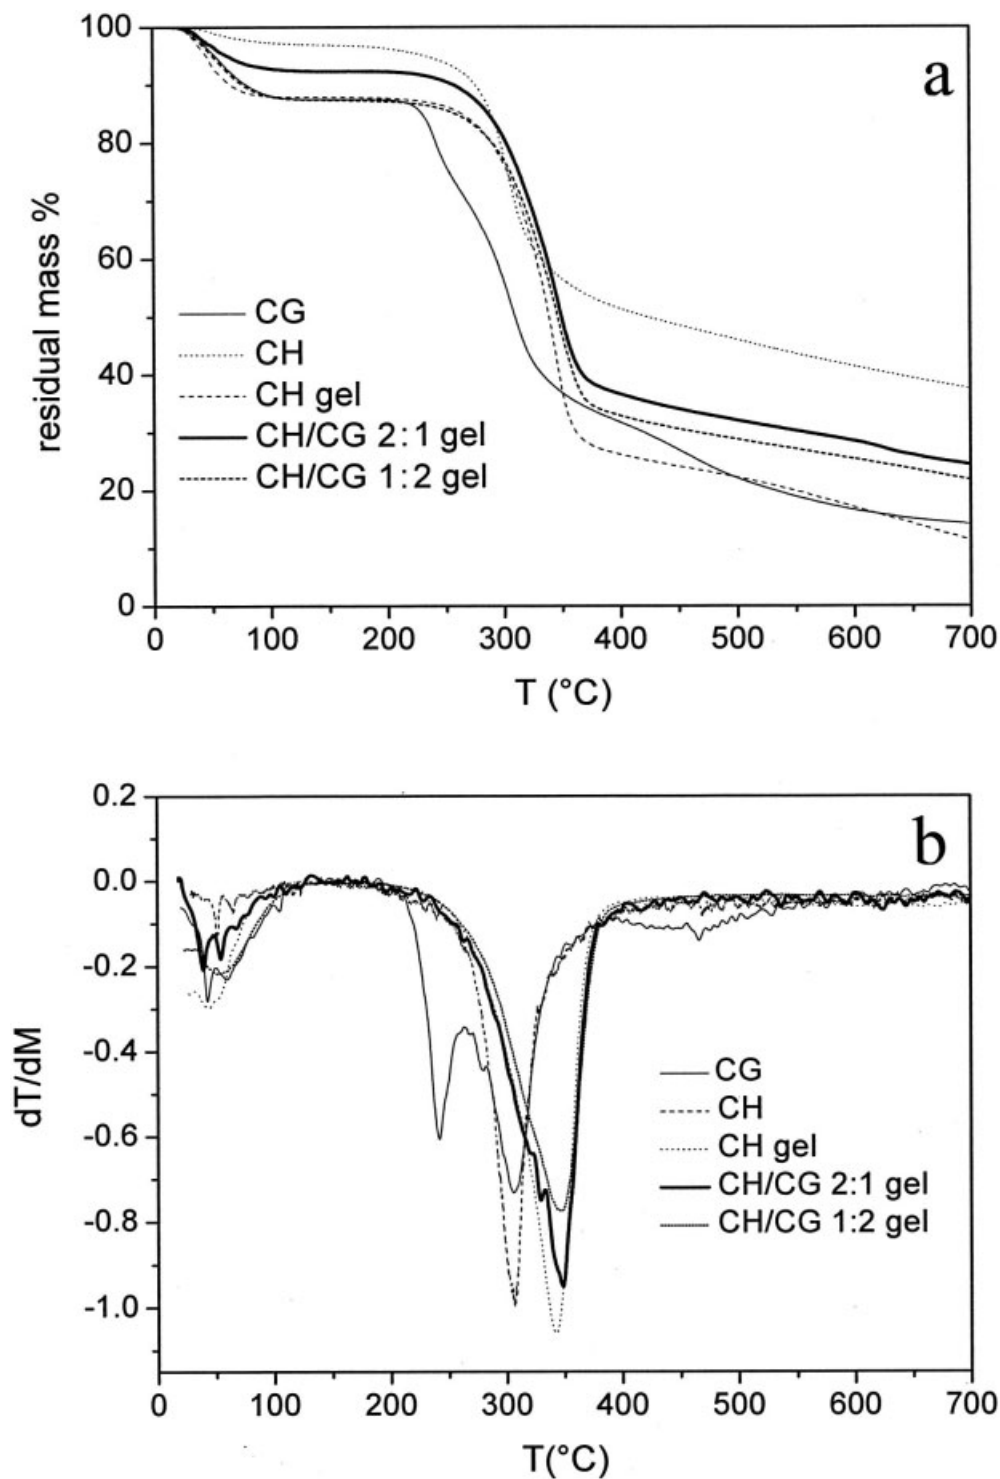 a
100
80
60
40
20
0
residual mass %
CG
CH
CH gel
CH/CG 2:1 gel
CH/CG 1:2 gel
0 100 200 300 400 500 600 700
T (°C)
b
0.2
0.0
-0.2
-0.4
-0.6
-0.8
-1.0
dT/dM
CG
CH
CH gel
CH/CG 2:1 gel
CH/CG 1:2 gel
0 100 200 300 400 500 600 700
T(°C)